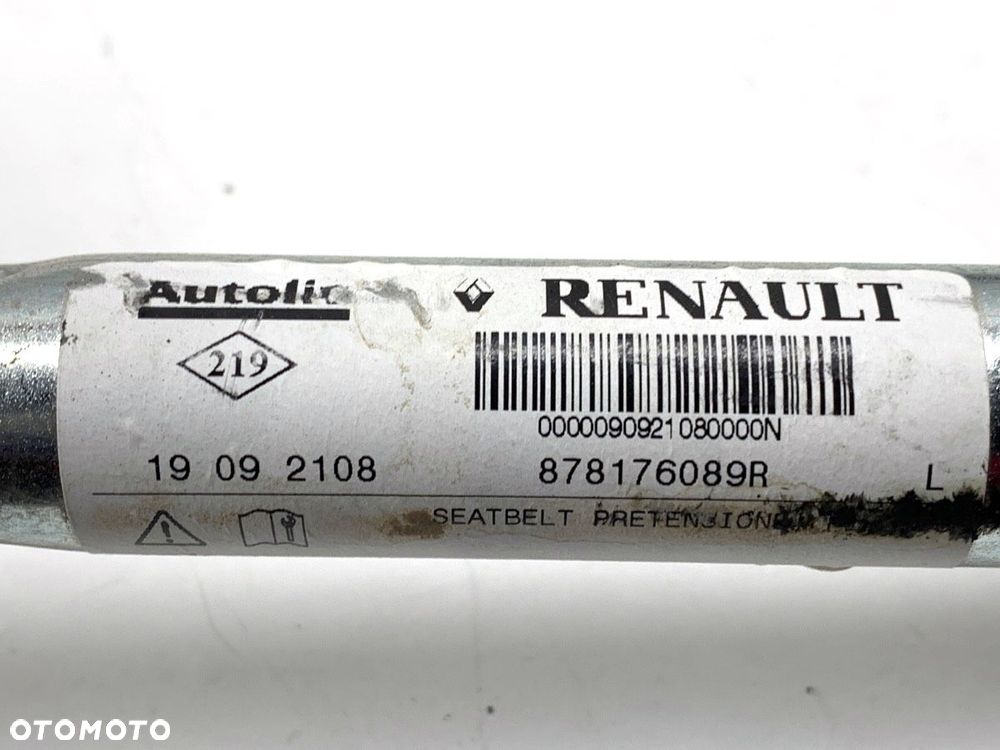 Autoliv
RENAULT
219
0000090921080000N
19 09 2108
878176089R
L
SEATBELT PRETENSIONER
OTOMOTO